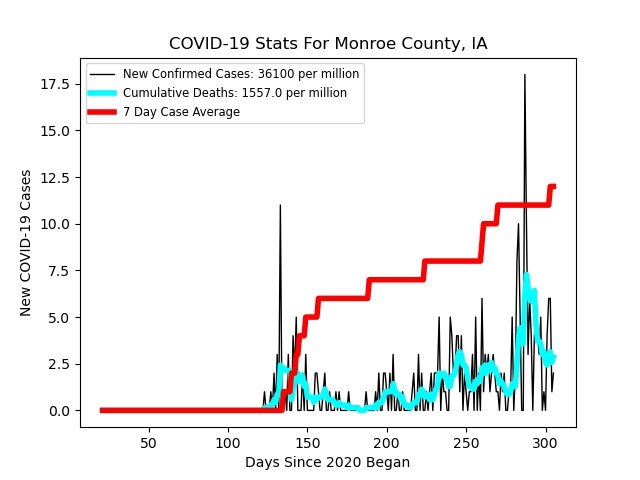 COVID-19 Stats For Monroe County, IA
New Confirmed Cases: 36100 per million
Cumulative Deaths: 1557.0 per million
7 Day Case Average
New COVID-19 Cases
17.5
15.0
12.5
10.0
7.5
5.0
2.5
0.0
50 100 150 200 250 300
Days Since 2020 Began